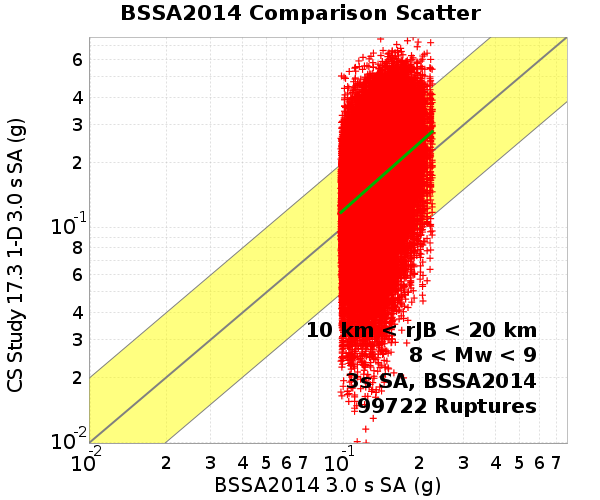 BSSA2014 Comparison Scatter
CS Study 17.3 1-D 3.0 s SA (g)
6
4
3
2
10^-1
8
6
4
3
2
10^-2
10 km < rJB < 20 km
8 < Mw < 9
3s SA, BSSA2014
99722 Ruptures
10^-2 2 3 4 5 6 7 10^-1 2 3 4 5 6 7
BSSA2014 3.0 s SA (g)